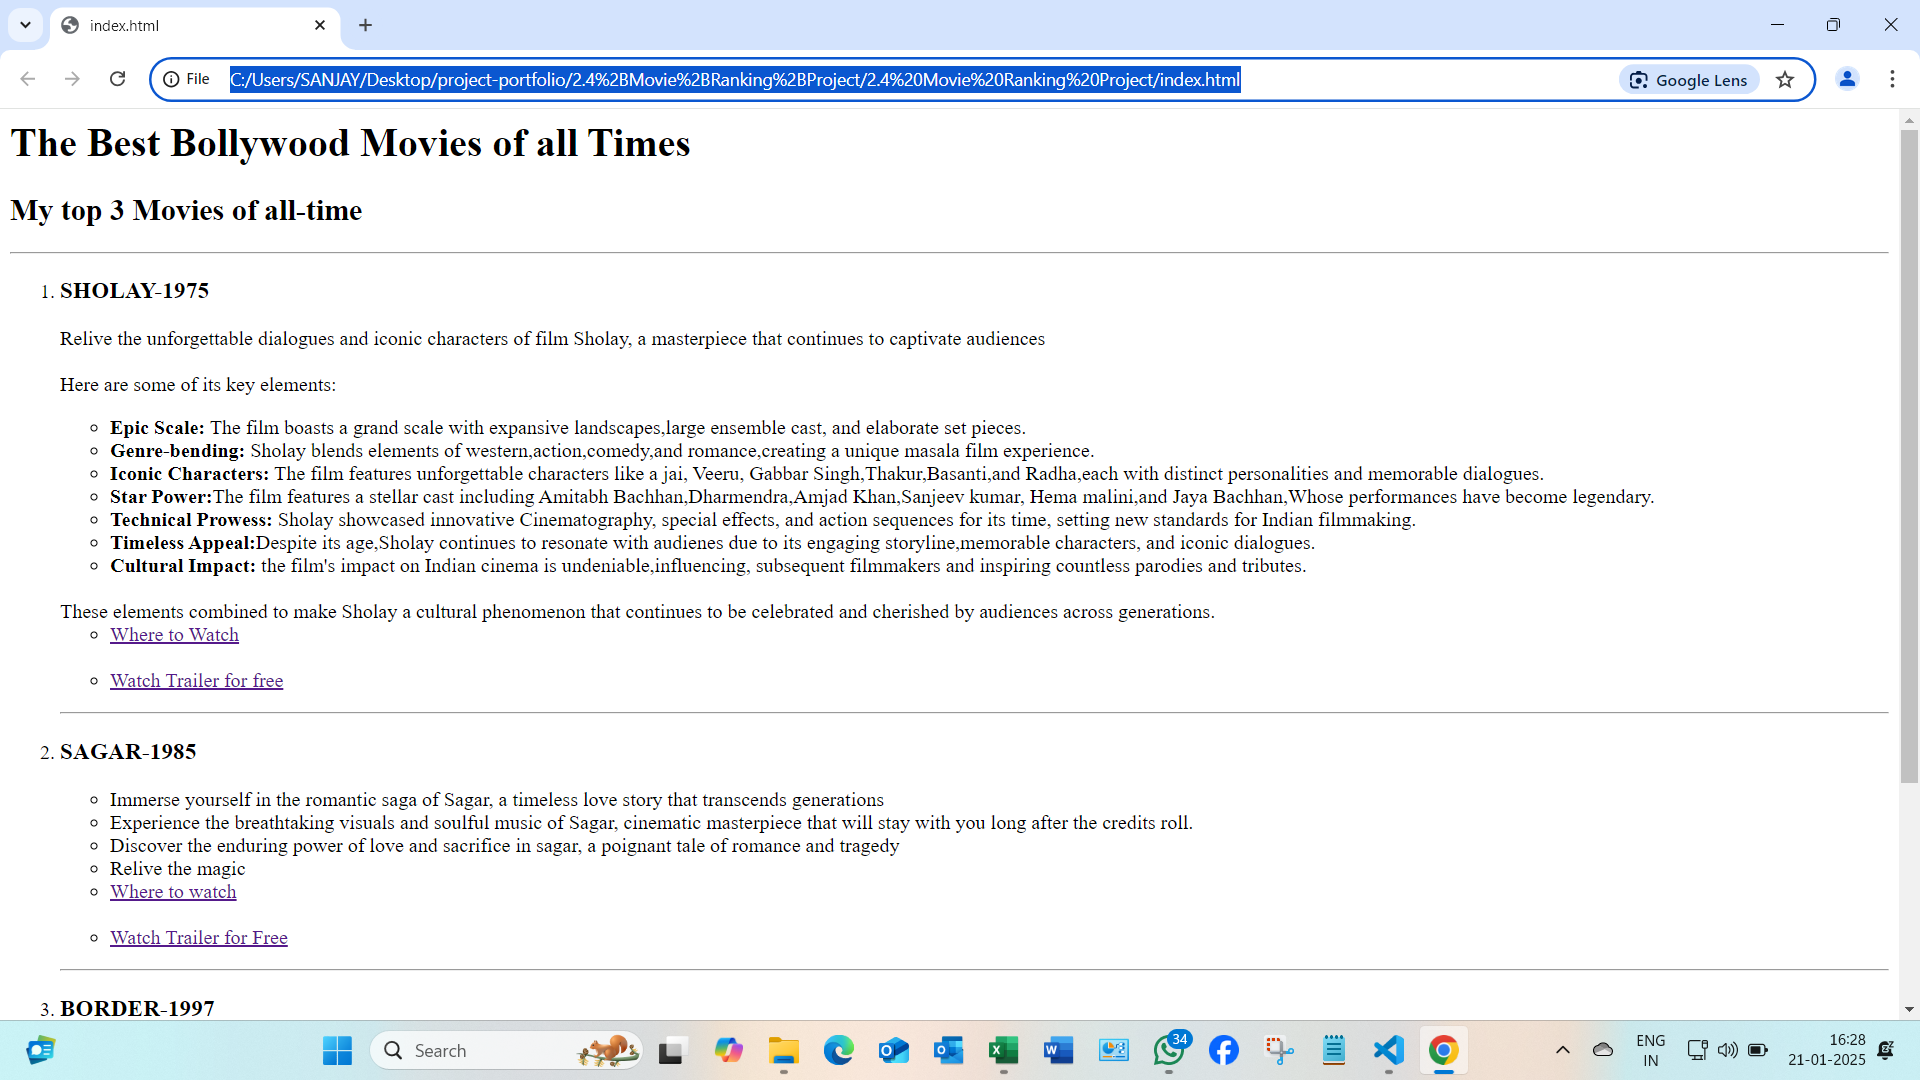 index.html
File
C:/Users/SANJAY/Desktop/project-portfolio/2.4%2BMovie%2BRanking%2BProject/2.4%20Movie%20Ranking%20Project/index.html
Google Lens
The Best Bollywood Movies of all Times
My top 3 Movies of all-time
1. SHOLAY-1975
Relive the unforgettable dialogues and iconic characters of film Sholay, a masterpiece that continues to captivate audiences
Here are some of its key elements:
Epic Scale: The film boasts a grand scale with expansive landscapes,large ensemble cast, and elaborate set pieces.
Genre-bending: Sholay blends elements of western,action,comedy,and romance,creating a unique masala film experience.
Iconic Characters: The film features unforgettable characters like a jai, Veeru, Gabbar Singh,Thakur,Basanti,and Radha,each with distinct personalities and memorable dialogues.
Star Power:The film features a stellar cast including Amitabh Bachhan,Dharmendra,Amjad Khan,Sanjeev kumar, Hema malini,and Jaya Bachhan,Whose performances have become legendary.
Technical Prowess: Sholay showcased innovative Cinematography, special effects, and action sequences for its time, setting new standards for Indian filmmaking.
Timeless Appeal:Despite its age,Sholay continues to resonate with audienes due to its engaging storyline,memorable characters, and iconic dialogues.
Cultural Impact: the film's impact on Indian cinema is undeniable,influencing, subsequent filmmakers and inspiring countless parodies and tributes.
These elements combined to make Sholay a cultural phenomenon that continues to be celebrated and cherished by audiences across generations.
Where to Watch
Watch Trailer for free
2. SAGAR-1985
Immerse yourself in the romantic saga of Sagar, a timeless love story that transcends generations
Experience the breathtaking visuals and soulful music of Sagar, cinematic masterpiece that will stay with you long after the credits roll.
Discover the enduring power of love and sacrifice in sagar, a poignant tale of romance and tragedy
Relive the magic
Where to watch
Watch Trailer for Free
3. BORDER-1997
Search
34
ENG
IN
16:28
21-01-2025